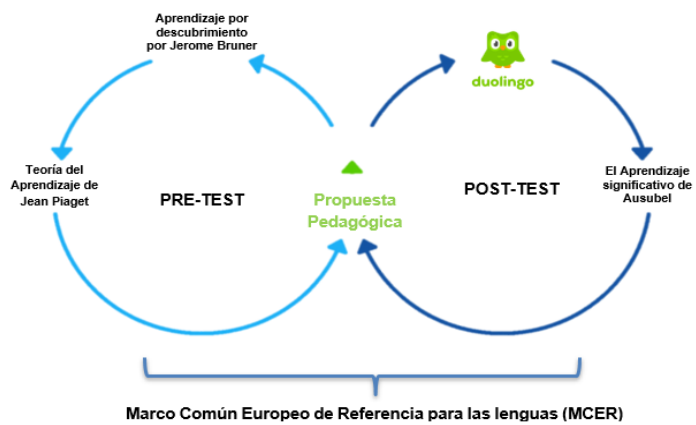 Aprendizaje por
descubrimiento
por Jerome Bruner
duolingo
Teoría del
Aprendizaje de
Jean Piaget
PRE-TEST
Propuesta
Pedagógica
POST-TEST
El Aprendizaje
significativo de
Ausubel
Marco Común Europeo de Referencia para las lenguas (MCER)